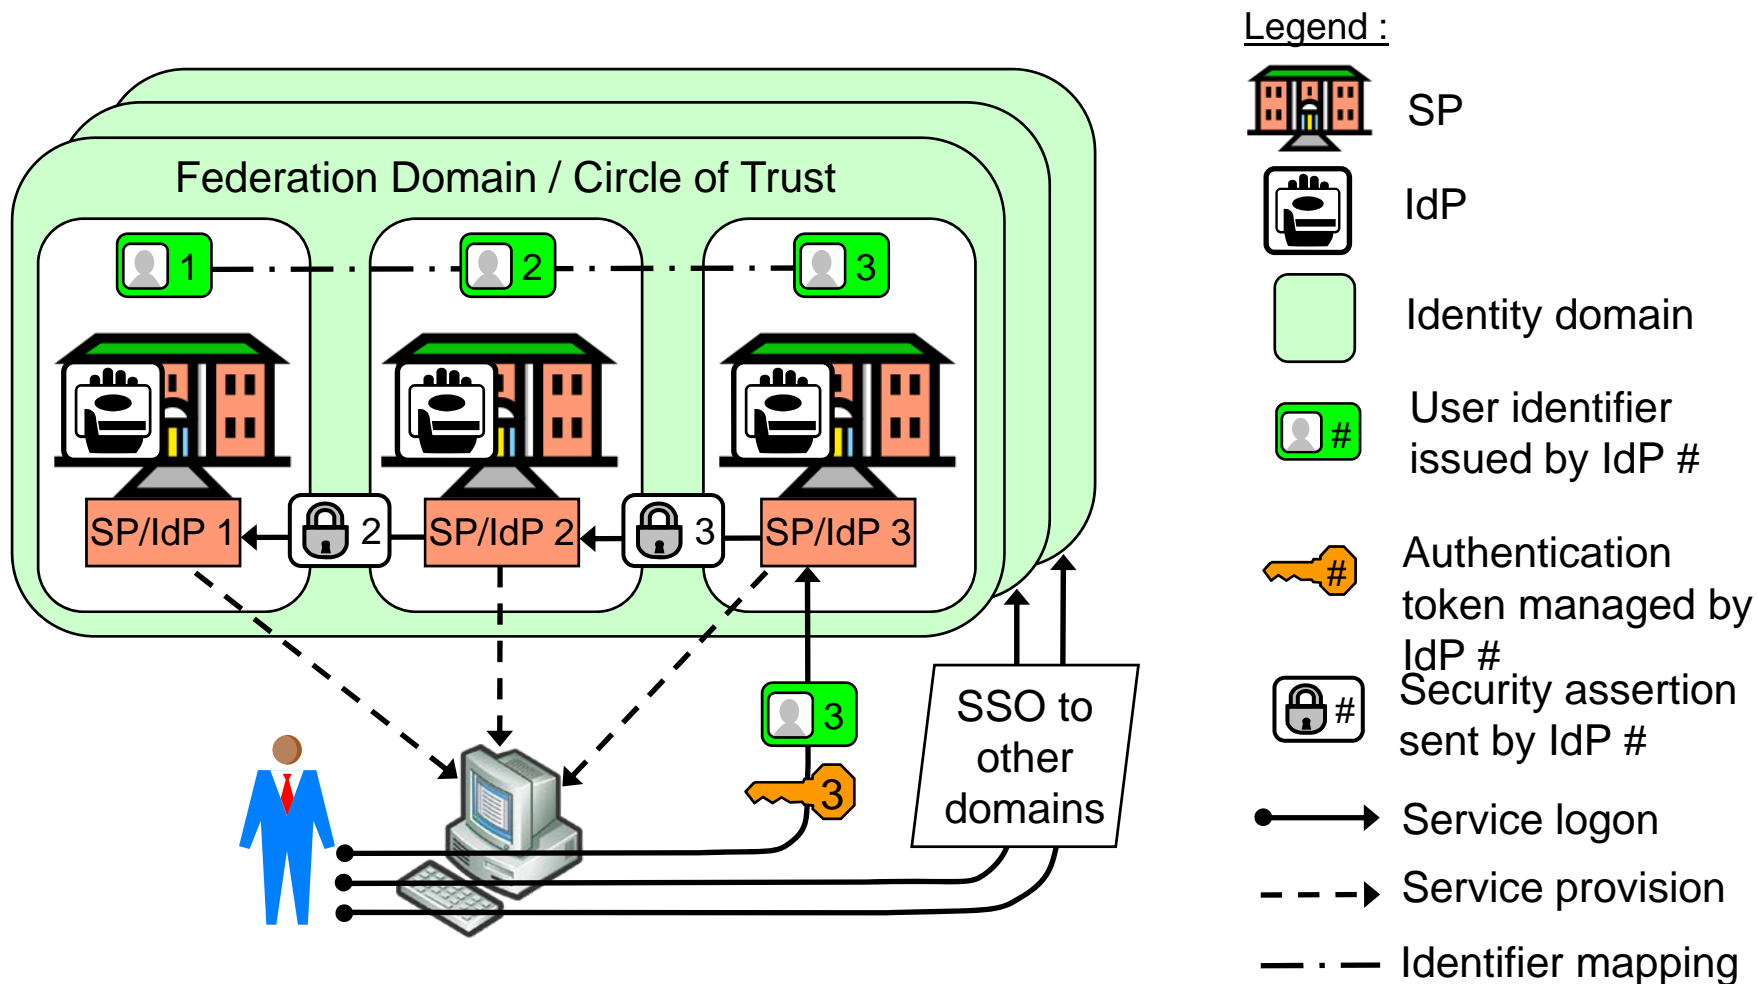 Legend :
SP
IdP
Identity domain
User identifier
issued by IdP #
#
Authentication
token managed by
IdP #
#
Security assertion
sent by IdP #
#
Service logon
Service provision
Identifier mapping
Federation Domain / Circle of Trust
1
2
3
SP/IdP 1
2
SP/IdP 2
3
SP/IdP 3
3
3
SSO to
other
domains